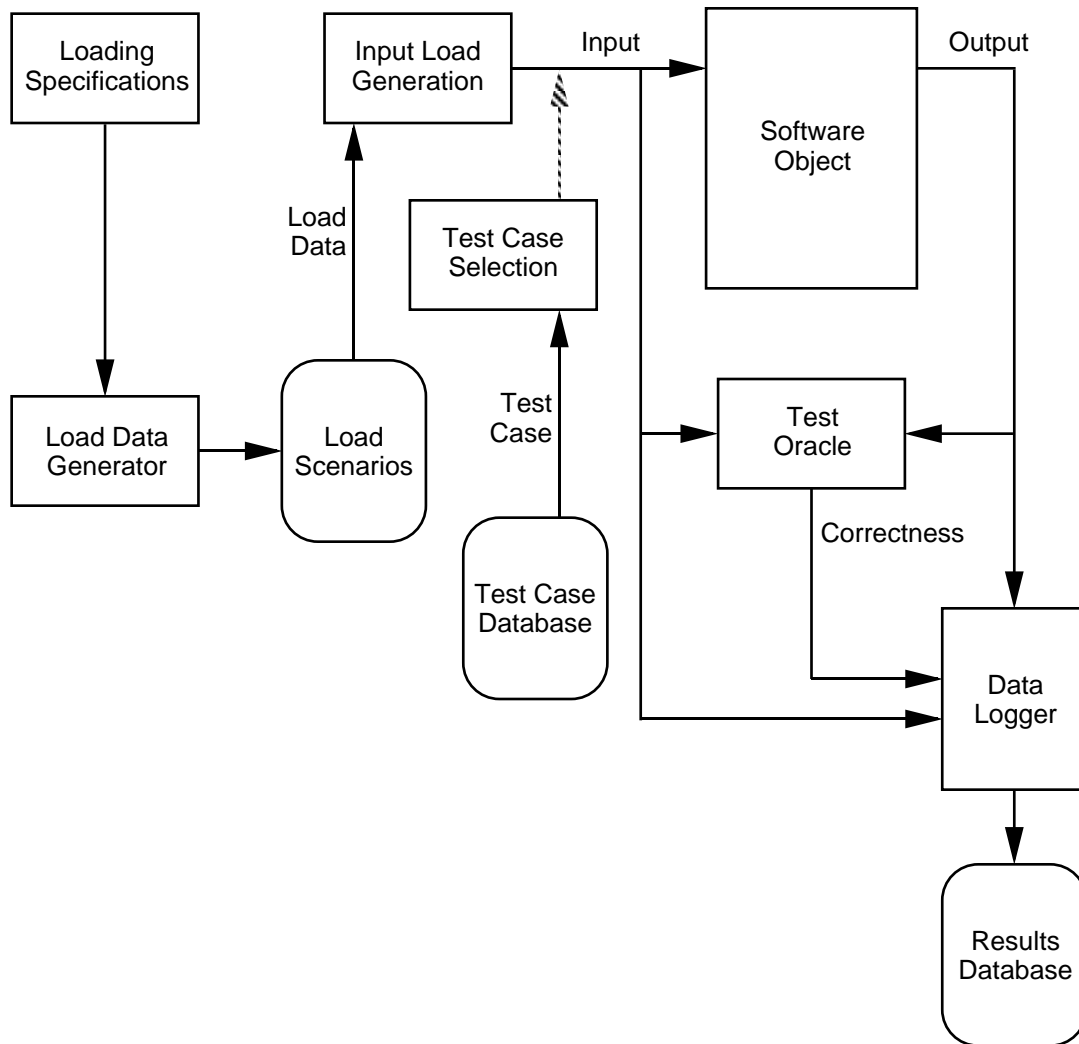 Loading
Specifications
Input Load
Generation
Input
Output
Software
Object
Load
Data
Test Case
Selection
Load Data
Generator
Load
Scenarios
Test
Case
Test
Oracle
Correctness
Test Case
Database
Data
Logger
Results
Database